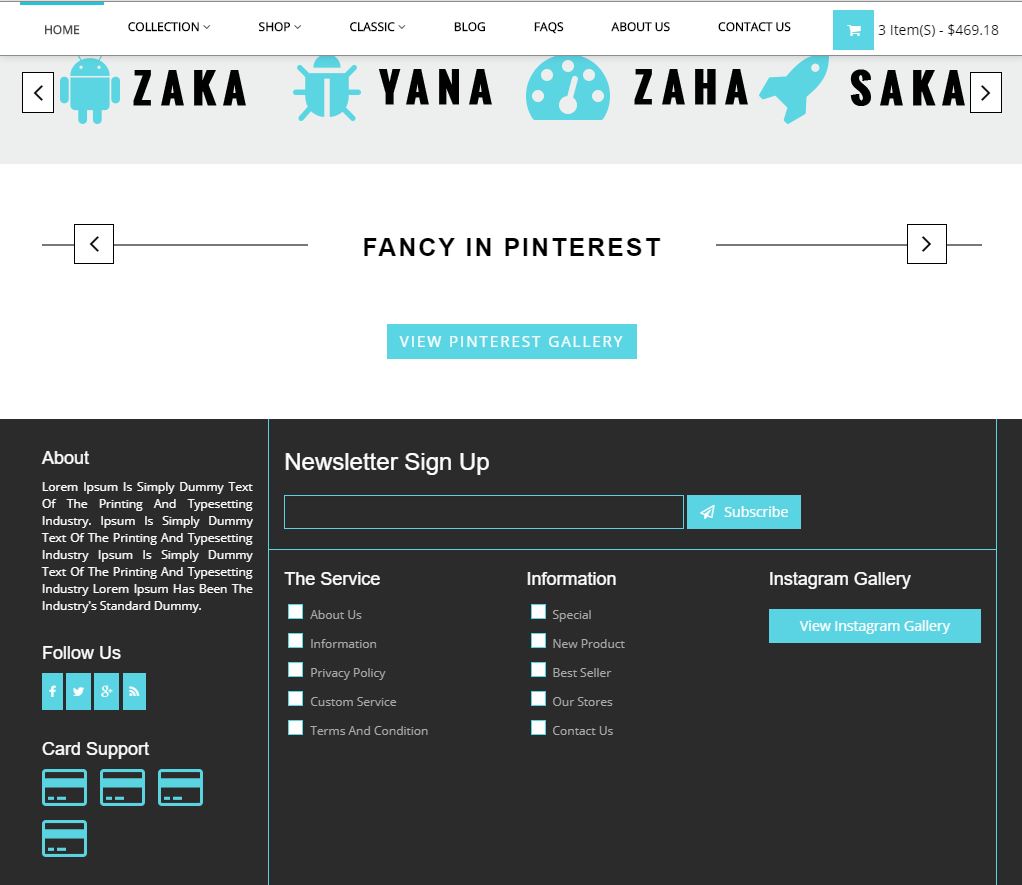 HOME COLLECTION SHOP CLASSIC BLOG FAQS ABOUT US CONTACT US 3 Item(S) - $469.18
ZAKA YANA ZAHA SAKA
FANCY IN PINTEREST
VIEW PINTEREST GALLERY
About
Lorem Ipsum Is Simply Dummy Text
Of The Printing And Typesetting
Industry. Ipsum Is Simply Dummy
Text Of The Printing And Typesetting
Industry Ipsum Is Simply Dummy
Text Of The Printing And Typesetting
Industry Lorem Ipsum Has Been The
Industry's Standard Dummy.
Follow Us
Card Support
Newsletter Sign Up
Subscribe
The Service
About Us
Information
Privacy Policy
Custom Service
Terms And Condition
Information
Special
New Product
Best Seller
Our Stores
Contact Us
Instagram Gallery
View Instagram Gallery